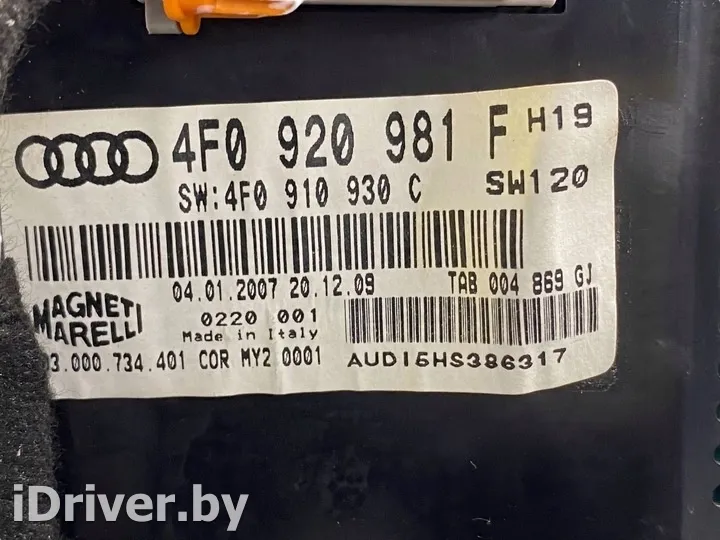 4F0 920 981 F H19
SW:4F0 910 930 C SW120
04.01.2007 20.12.09 TAB 004 869 GJ
MAGNETI
MARELLI
0220 001
Made in Italy
3.000.734.401 COR MY2 0001
AUDI5HS386317
iDriver.by